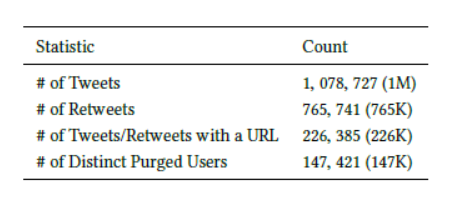 Statistic Count
# of Tweets 1, 078, 727 (1M)
# of Retweets 765, 741 (765K)
# of Tweets/Retweets with a URL 226, 385 (226K)
# of Distinct Purged Users 147, 421 (147K)